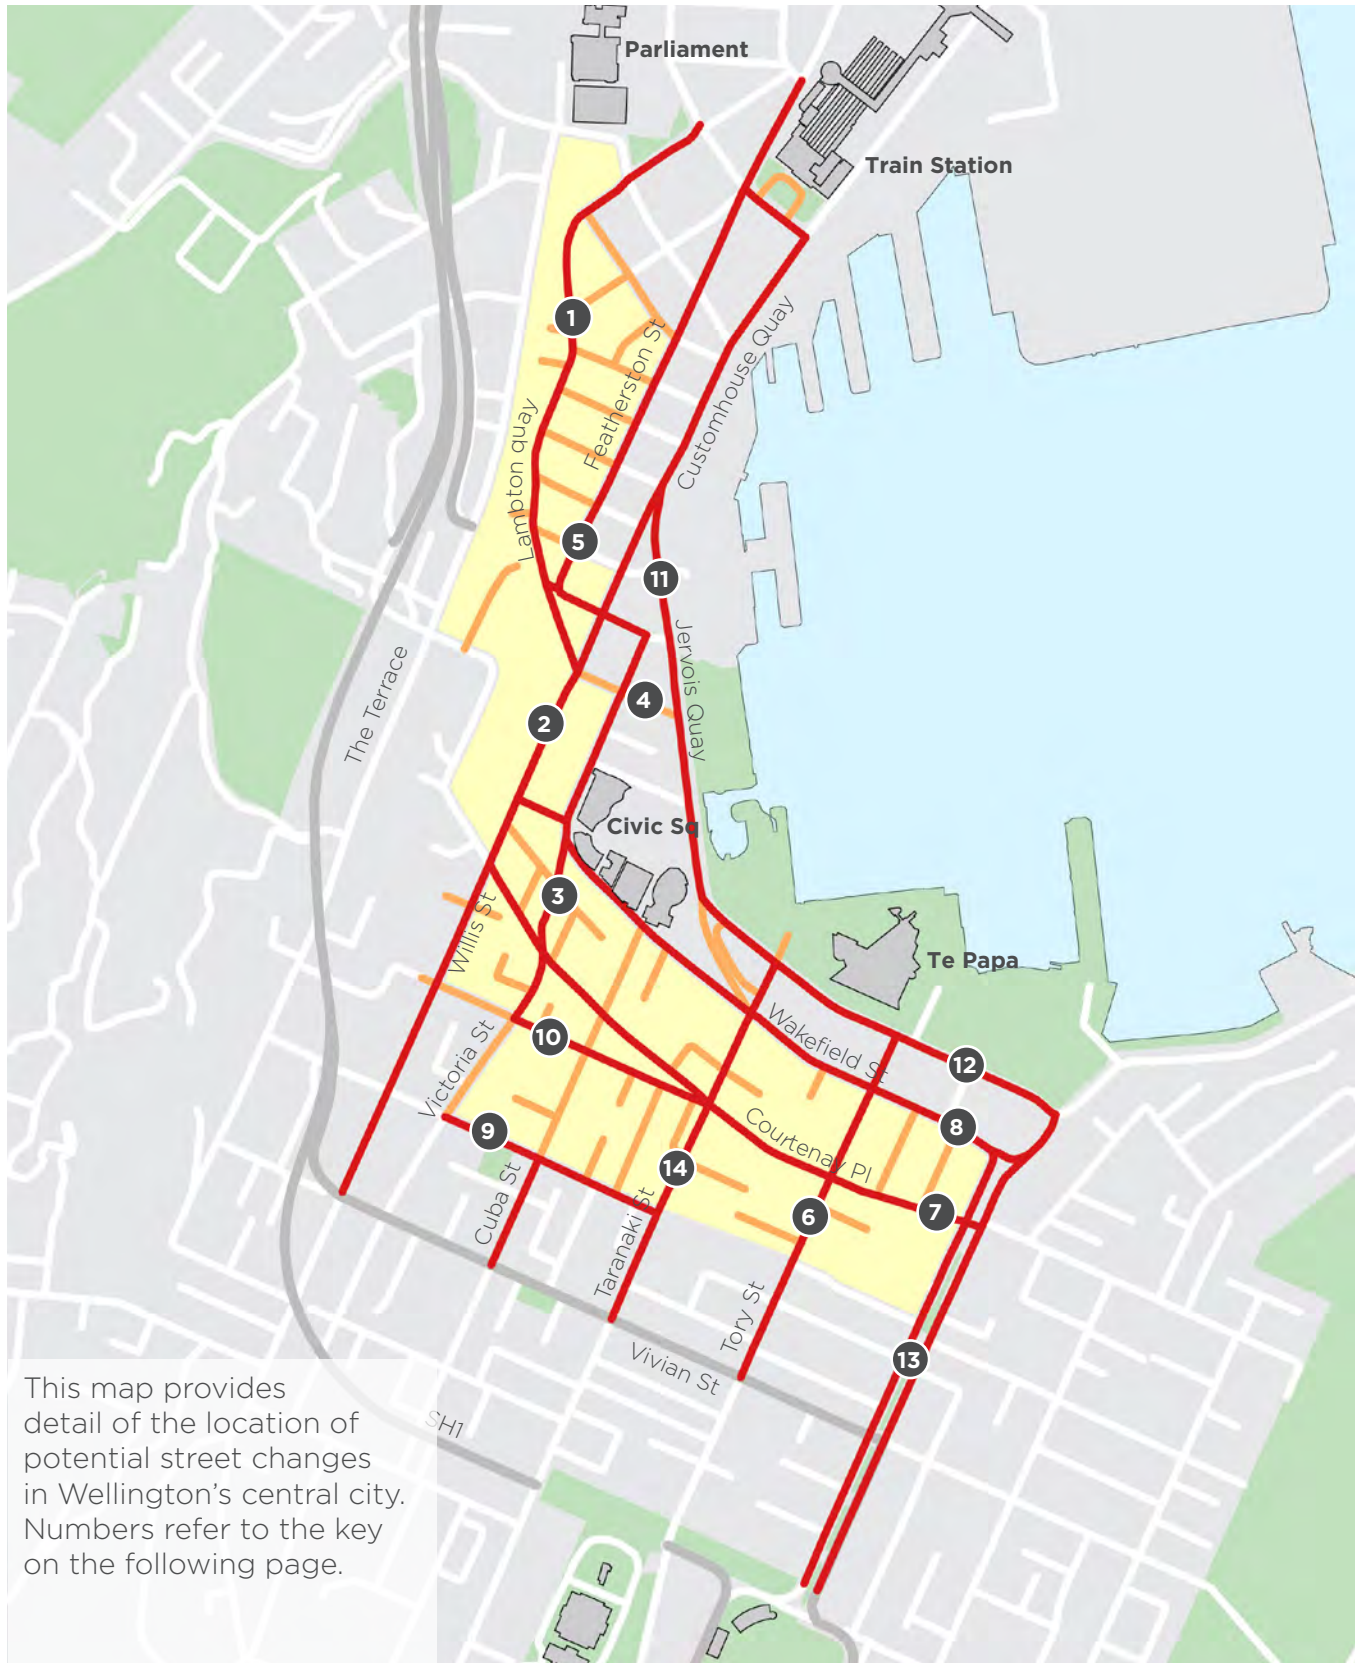 Parliament
Train Station
1
Featherston St
Customhouse Quay
Lampton quay
5
11
Jervois Quay
The Terrace
4
2
Civic Sq
3
Willis St
Te Papa
10
Wakefield St
12
Victoria St
9
8
Courtenay Pl
14
Cuba St
6
7
Taranaki St
Tory St
13
Vivian St
SH1
This map provides
detail of the location of
potential street changes
in Wellington's central city.
Numbers refer to the key
on the following page.